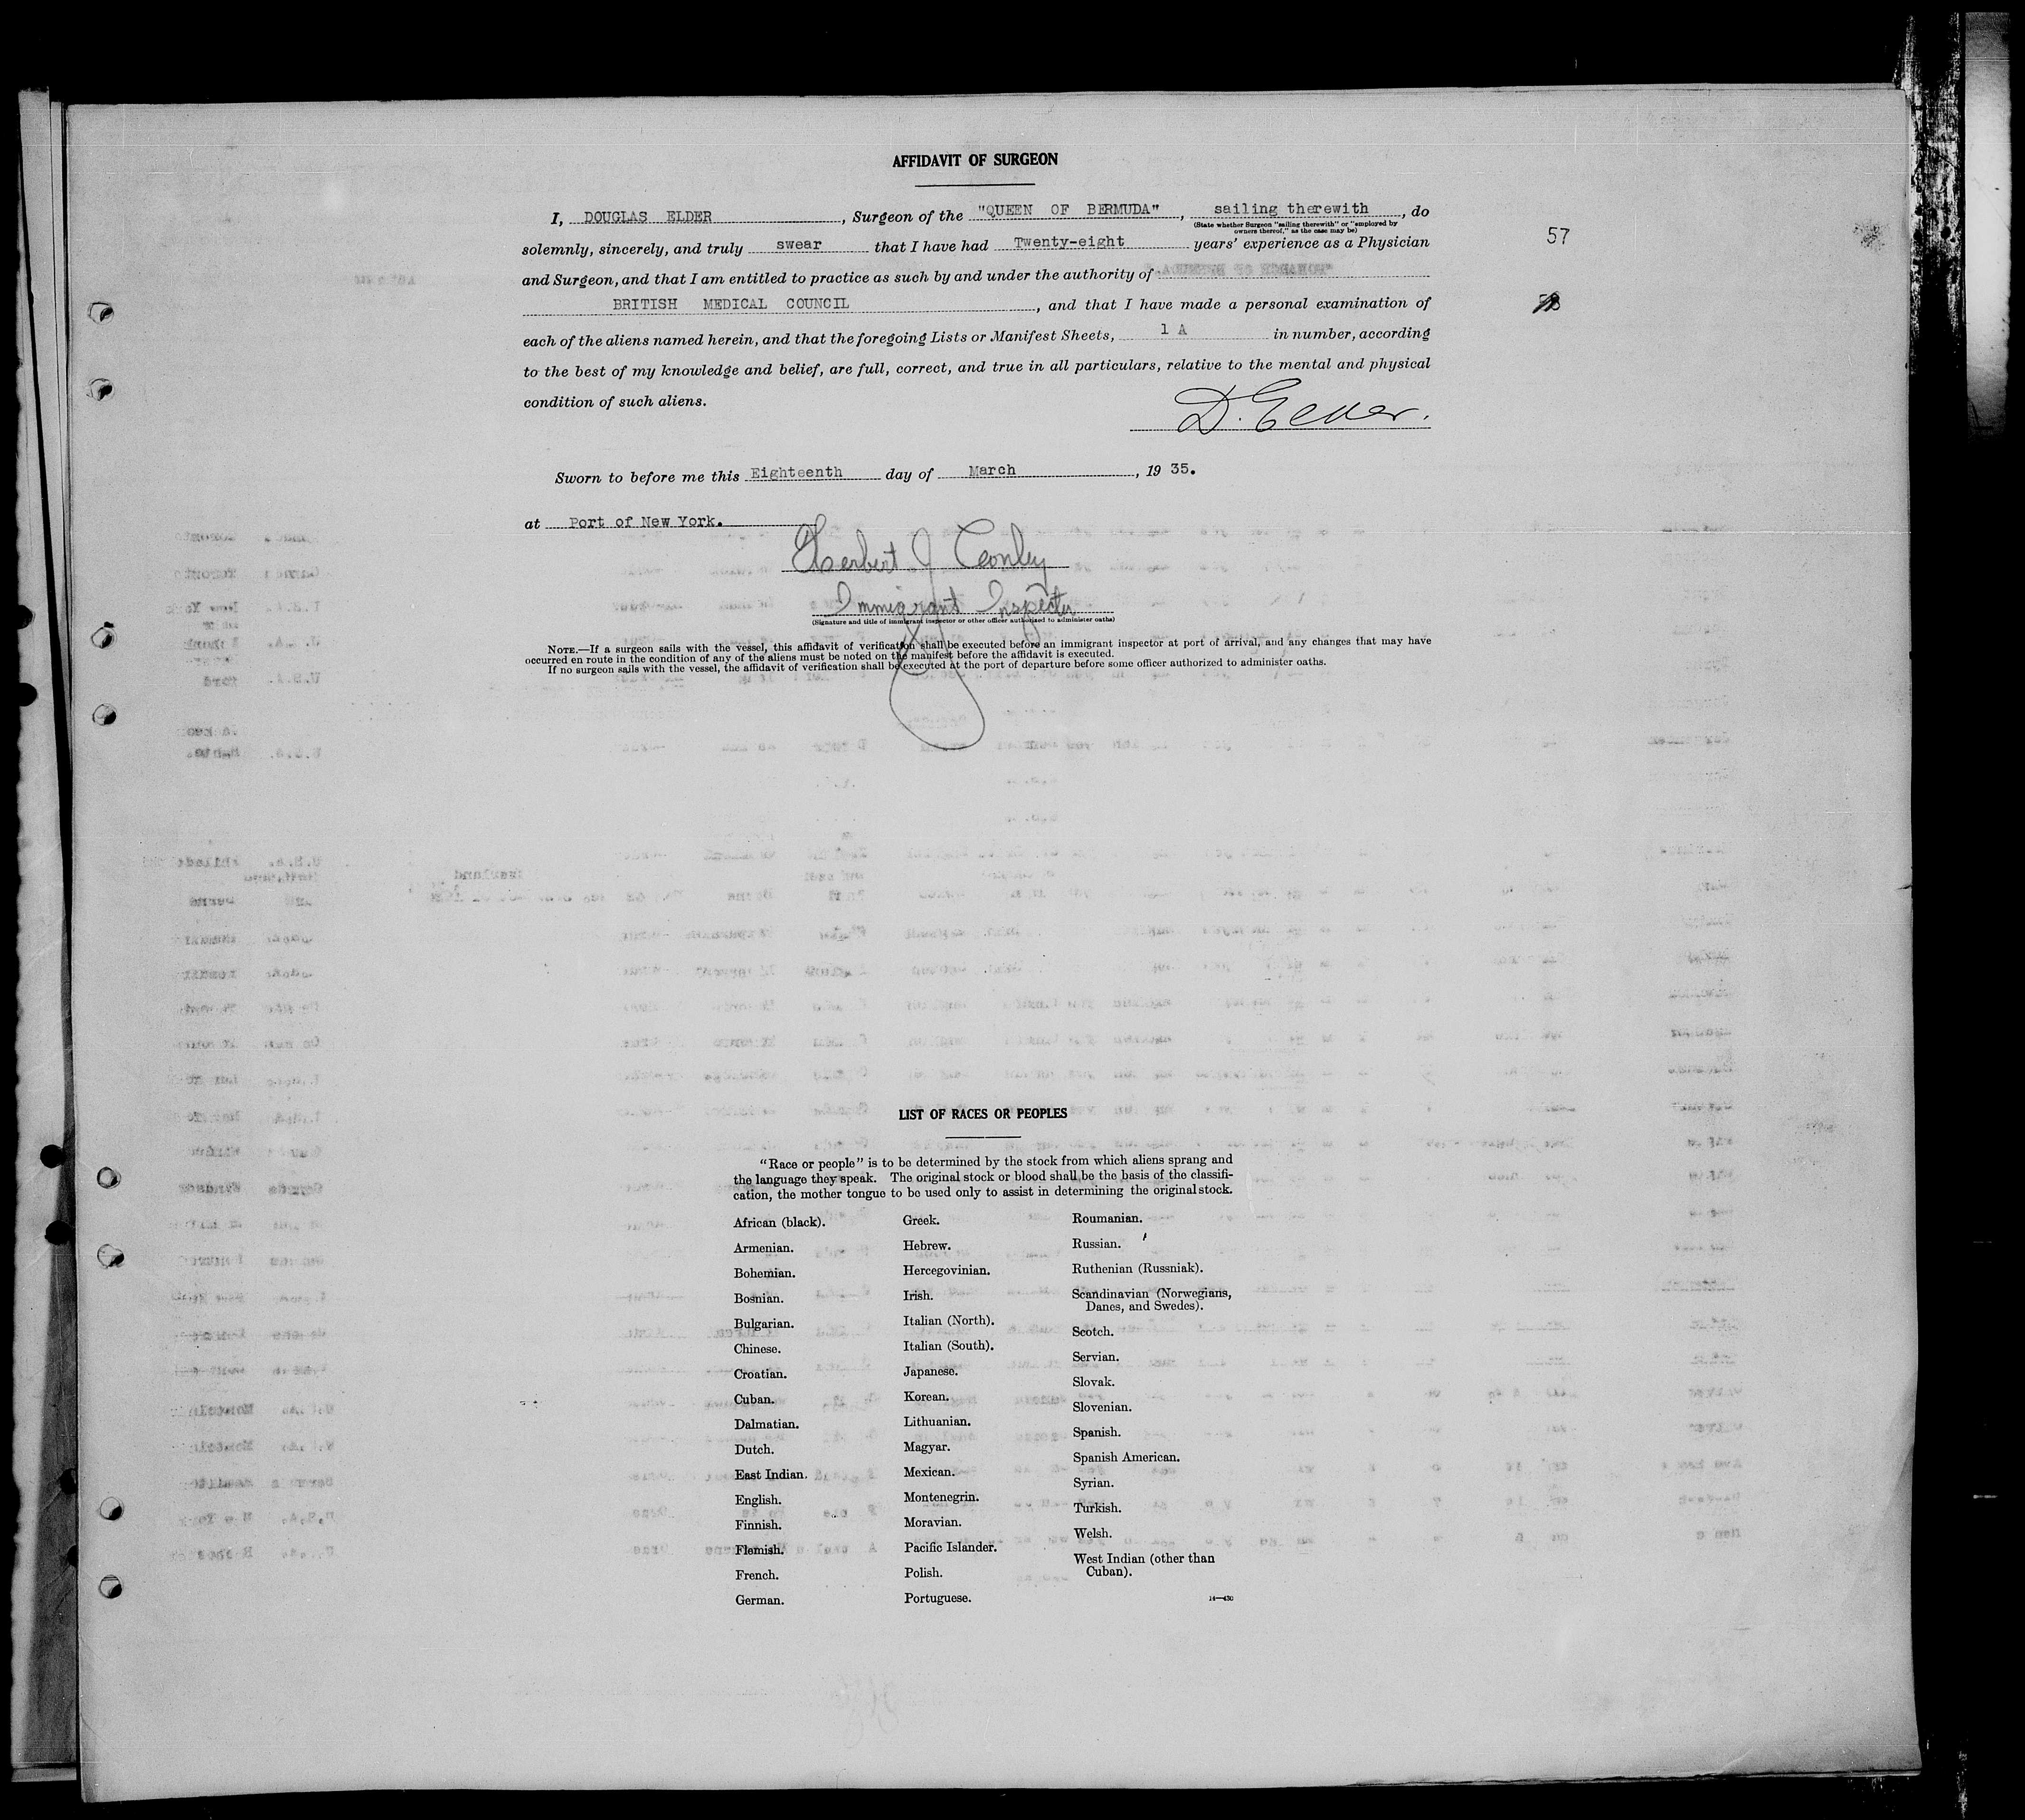 AFFIDAVIT OF SURGEON
I, DOUGLAS ELDER, Surgeon of the "QUEEN OF BERMUDA", sailing therewith, do
(State whether Surgeon "sailing therewith" or "employed by
owners thereof," as the case may be)
solemnly, sincerely, and truly swear that I have had Twenty-eight years' experience as a Physician
57
and Surgeon, and that I am entitled to practice as such by and under the authority of
BRITISH MEDICAL COUNCIL, and that I have made a personal examination of
each of the aliens named herein, and that the foregoing Lists or Manifest Sheets, 1 A in number, according
to the best of my knowledge and belief, are full, correct, and true in all particulars, relative to the mental and physical
condition of such aliens.
D. Elder.
Sworn to before me this Eighteenth day of March, 19 35.
at Port of New York.
Herbert J Conley
Immigrant Inspector
(Signature and title of immigrant inspector or other officer authorized to administer oaths)
NOTE.—If a surgeon sails with the vessel, this affidavit of verification shall be executed before an immigrant inspector at port of arrival, and any changes that may have
occurred en route in the condition of any of the aliens must be noted on the manifest before the affidavit is executed.
If no surgeon sails with the vessel, the affidavit of verification shall be executed at the port of departure before some officer authorized to administer oaths.
LIST OF RACES OR PEOPLES
"Race or people" is to be determined by the stock from which aliens sprang and
the language they speak. The original stock or blood shall be the basis of the classifi-
cation, the mother tongue to be used only to assist in determining the original stock.
African (black).
Armenian.
Bohemian.
Bosnian.
Bulgarian.
Chinese.
Croatian.
Cuban.
Dalmatian.
Dutch.
East Indian.
English.
Finnish.
Flemish.
French.
German.
Greek.
Hebrew.
Hercegovinian.
Irish.
Italian (North).
Italian (South).
Japanese.
Korean.
Lithuanian.
Magyar.
Mexican.
Montenegrin.
Moravian.
Pacific Islander.
Polish.
Portuguese.
Roumanian.
Russian.
Ruthenian (Russniak).
Scandinavian (Norwegians,
Danes, and Swedes).
Scotch.
Servian.
Slovak.
Slovenian.
Spanish.
Spanish American.
Syrian.
Turkish.
Welsh.
West Indian (other than
Cuban).
14—430